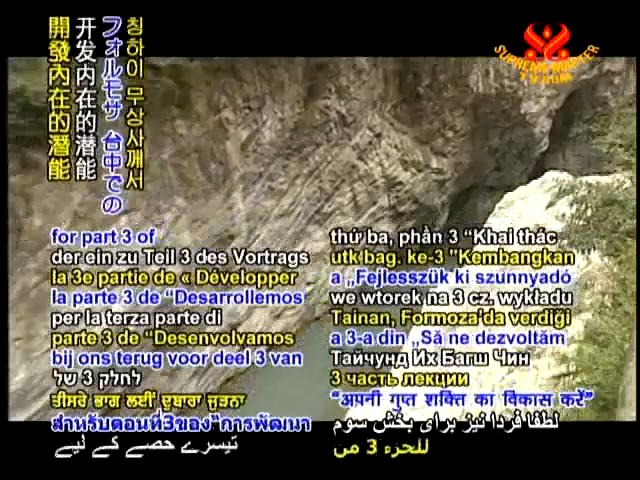 開發內在的潛能
开发内在的潜能
フォルモサ 台中での
칭하이 무상사께서
SUPREME MASTER
TV.COM
for part 3 of
der ein zu Teil 3 des Vortrags
la 3e partie de « Développer
la parte 3 de “Desarrollemos
per la terza parte di
parte 3 de “Desenvolvamos
bij ons terug voor deel 3 van
לחלק 3 של
ਤੀਸਰੇ ਭਾਗ ਲਈਂ ਦੁਬਾਰਾ ਜੁੜਨਾ
สำหรับตอนที่3ของ“การพัฒนา
تیسرے حصے کے لیے
thứ ba, phần 3 “Khai thác
utk bag. ke-3 "Kembangkan
a „Fejlesszük ki szunnyadó
we wtorek na 3 cz. wykładu
Tainan, Formoza'da verdiği
a 3-a din „Să ne dezvoltăm
Тайчунд Их Багш Чин
3 часть лекции
“अपनी गुप्त शक्ति का विकास करें”
لطفا فردا نیز برای بخش سوم
للجزء 3 من